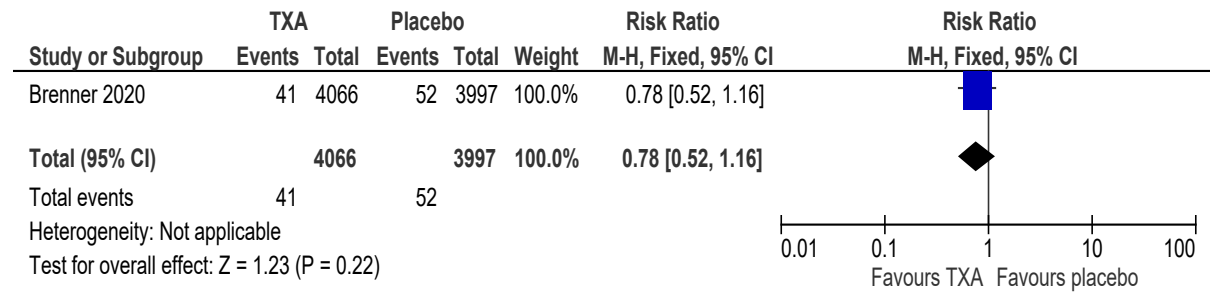 TXA Placebo Risk Ratio Risk Ratio
Study or Subgroup Events Total Events Total Weight M-H, Fixed, 95% CI M-H, Fixed, 95% CI
Brenner 2020 41 4066 52 3997 100.0% 0.78 [0.52, 1.16]
Total (95% CI) 4066 3997 100.0% 0.78 [0.52, 1.16]
Total events 41 52
Heterogeneity: Not applicable
Test for overall effect: Z = 1.23 (P = 0.22)
0.01 0.1 1 10 100
Favours TXA Favours placebo